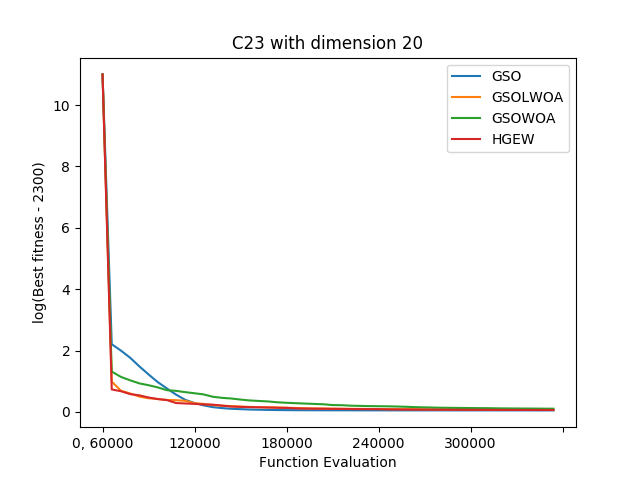 C23 with dimension 20
log(Best fitness - 2300)
10
8
6
4
2
0
GSO
GSOLWOA
GSOWOA
HGEW
0, 60000 120000 180000 240000 300000
Function Evaluation